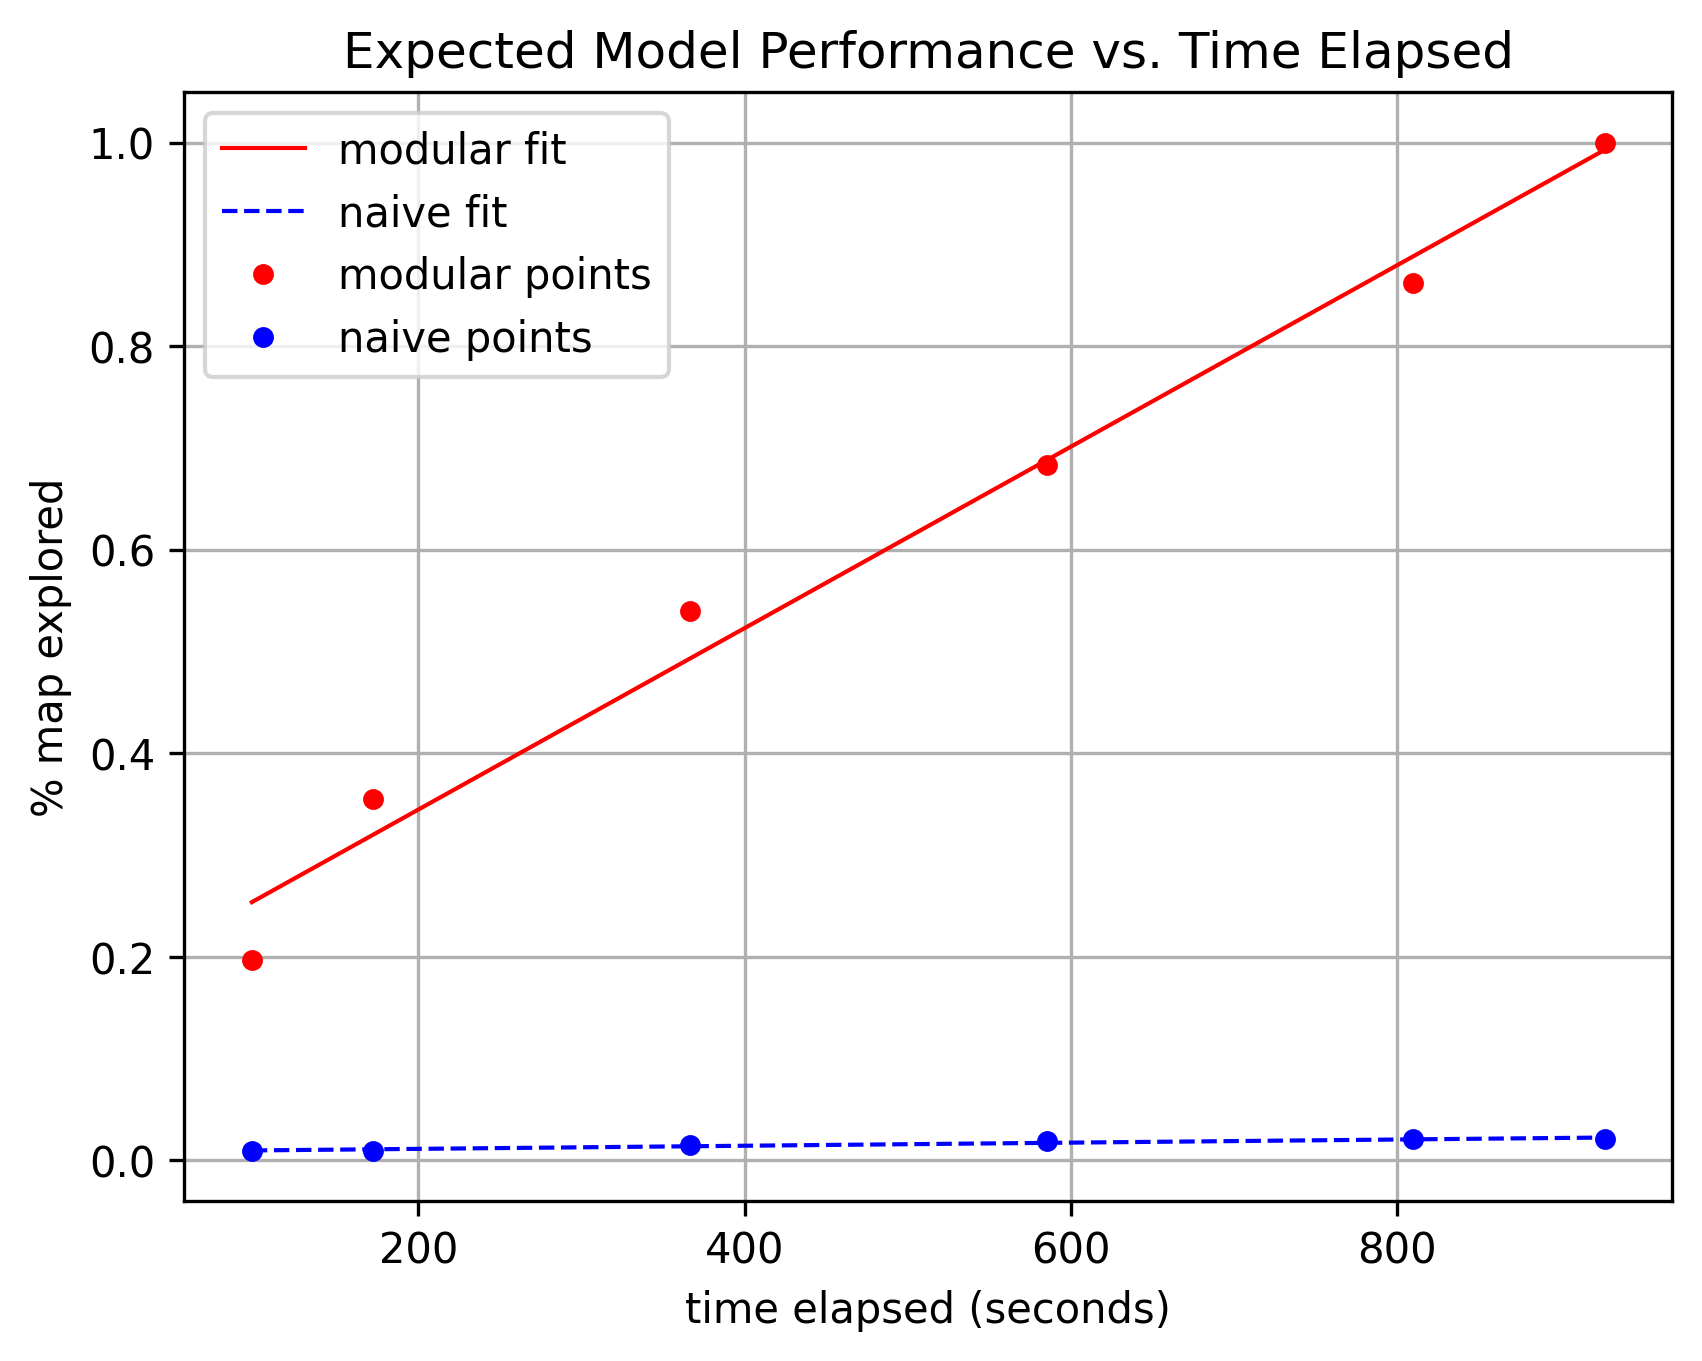 Expected Model Performance vs. Time Elapsed
modular fit
naive fit
modular points
naive points
% map explored
1.0
0.8
0.6
0.4
0.2
0.0
200 400 600 800
time elapsed (seconds)